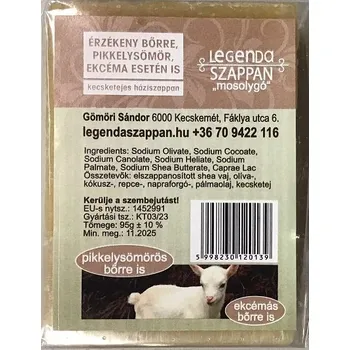 ÉRZÉKENY BŐRRE,
PIKKELYSÖMÖR,
EKCÉMA ESETÉN IS
kecsketejes háziszappan
LEGENDA
SZAPPAN
„mosolygó"
Gömöri Sándor 6000 Kecskemét, Fáklya utca 6.
legendaszappan.hu +36 70 9422 116
Ingredients: Sodium Olivate, Sodium Cocoate,
Sodium Canolate, Sodium Heliate, Sodium
Palmate, Sodium Shea Butterate, Caprae Lac
Összetevők: elszappanosított shea vaj, olíva-,
kókusz-, repce-, napraforgó-, pálmaolaj, kecsketej
Kerülje a szembejutást!
EU-s nytsz.: 1452991
Gyártási tsz.: KT03/23
Tömege: 95g ± 10 %
Min. meg.: 11.2025
5 998230 120139
pikkelysömörös
bőrre is
ekcémás
bőrre is